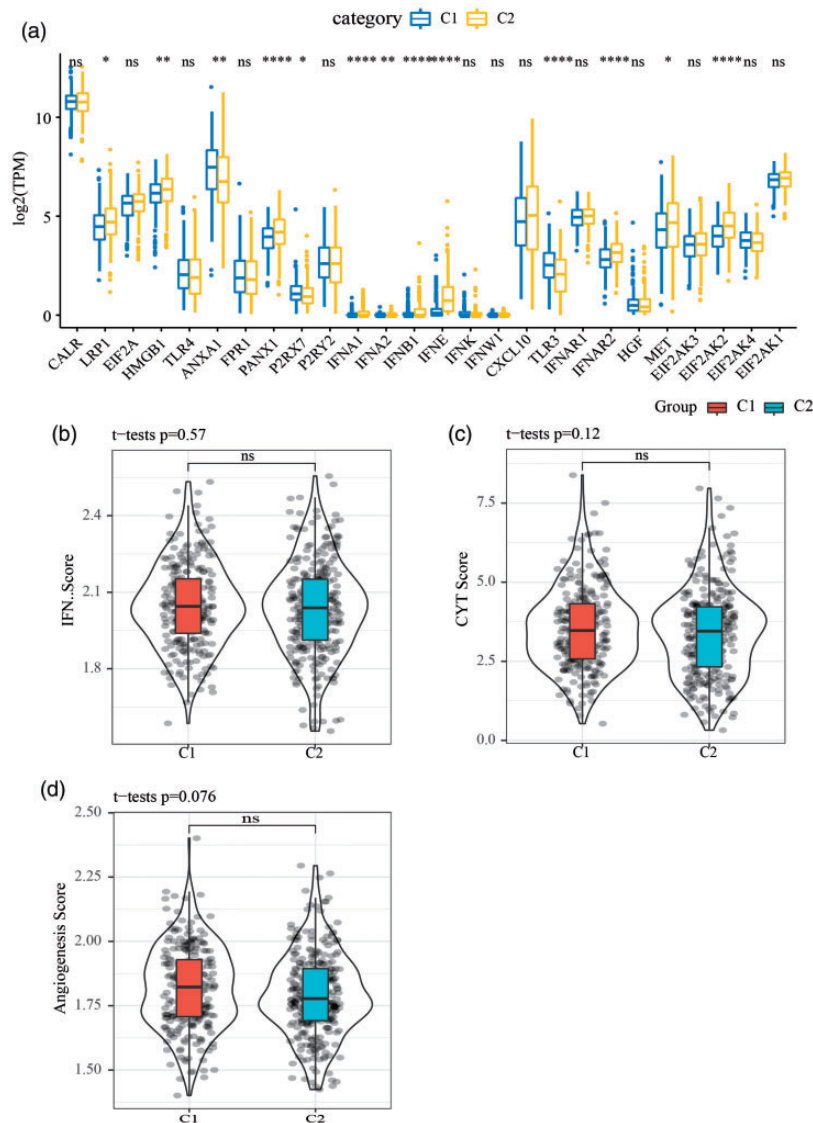 (a)
category C1 C2
ns * ns ** ns ** **** * ns **** ** **** **** ns ns ns **** ns **** ns * ns **** ns ns
log2(TPM)
10
5
0
CALR LRP1 EIF2A HMGB1 TLR4 ANXA1 FPR1 PANX1 P2RX7 P2RY2 IFNA1 IFNA2 IFNB1 IFNE IFNK IFNW1 CXCL10 TLR3 IFNAR1 IFNAR2 HGF MET EIF2AK3 EIF2AK2 EIF2AK4 EIF2AK1
Group C1 C2
(b)
t-tests p=0.57
ns
IFN..Score
2.4
2.1
1.8
C1 C2
(c)
t-tests p=0.12
ns
CYT Score
7.5
5.0
2.5
0.0
C1 C2
(d)
t-tests p=0.076
ns
Angiogenesis Score
2.50
2.25
2.00
1.75
1.50
C1 C2